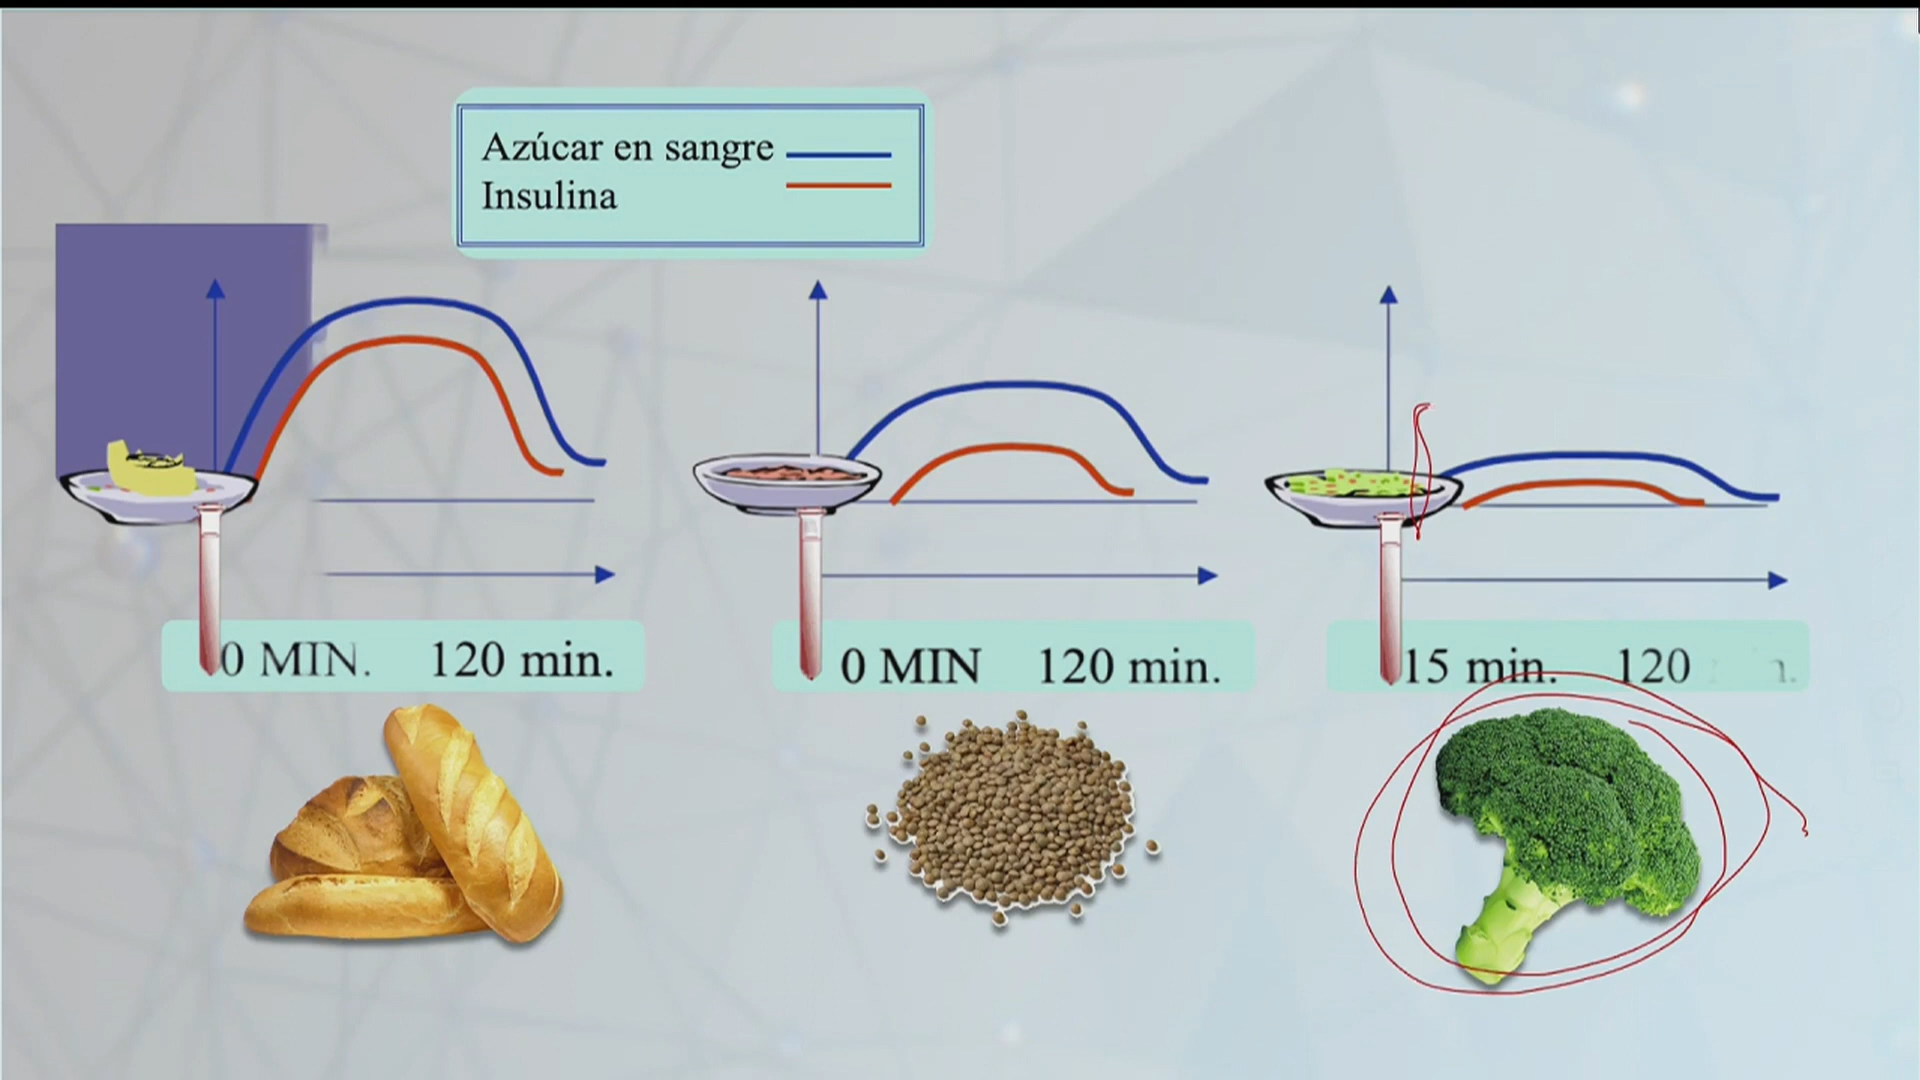 Azúcar en sangre
Insulina
0 MIN. 120 min.
0 MIN 120 min.
15 min. 120